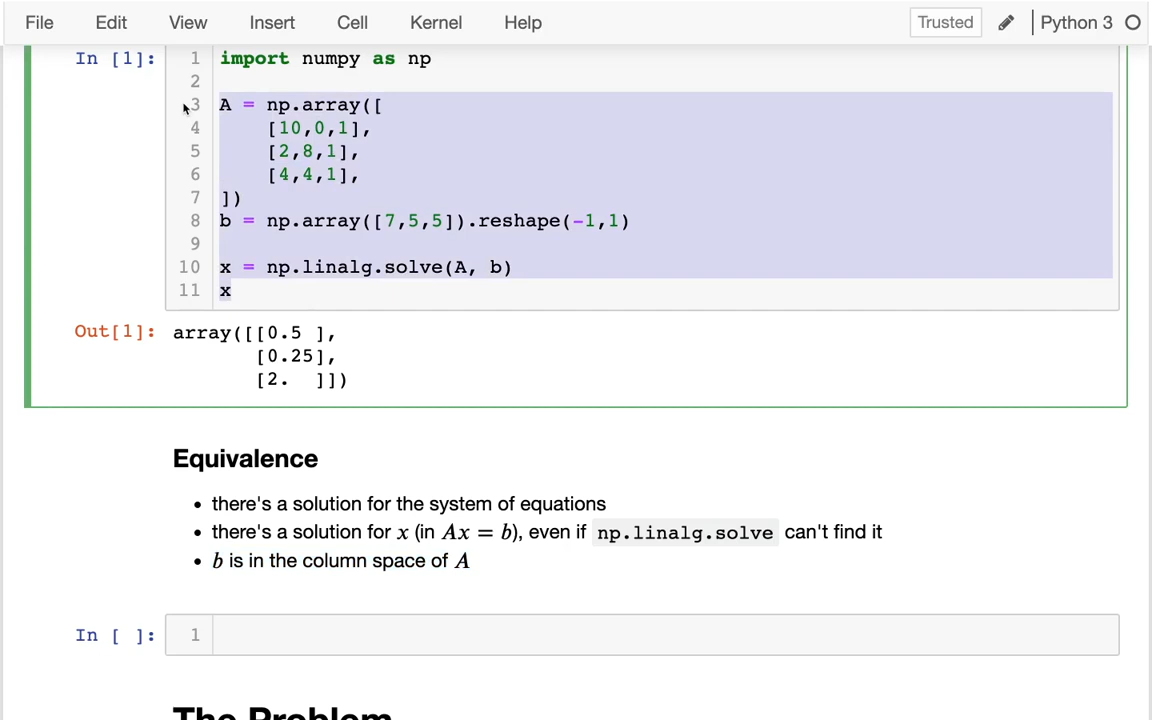 File Edit View Insert Cell Kernel Help Trusted Python 3
In [1]: 1 import numpy as np
2
3 A = np.array([
4     [10,0,1],
5     [2,8,1],
6     [4,4,1],
7 ])
8 b = np.array([7,5,5]).reshape(-1,1)
9
10 x = np.linalg.solve(A, b)
11 x
Out[1]: array([[0.5 ],
       [0.25],
       [2.  ]])
Equivalence
• there's a solution for the system of equations
• there's a solution for x (in Ax = b), even if np.linalg.solve can't find it
• b is in the column space of A
In [ ]: 1
The Problem